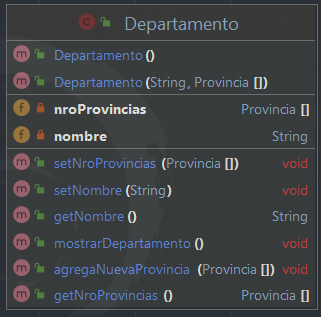 Departamento
Departamento ()
Departamento (String, Provincia [])
nroProvincias Provincia []
nombre String
setNroProvincias (Provincia []) void
setNombre (String) void
getNombre () String
mostrarDepartamento () void
agregaNuevaProvincia (Provincia []) void
getNroProvincias () Provincia []